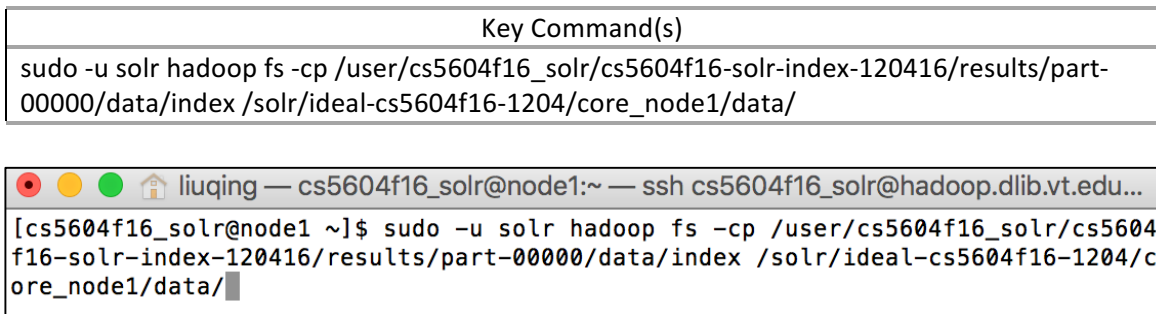 Key Command(s)
sudo -u solr hadoop fs -cp /user/cs5604f16_solr/cs5604f16-solr-index-120416/results/part-
00000/data/index /solr/ideal-cs5604f16-1204/core_node1/data/
liuqing — cs5604f16_solr@node1:~ — ssh cs5604f16_solr@hadoop.dlib.vt.edu...
[cs5604f16_solr@node1 ~]$ sudo -u solr hadoop fs -cp /user/cs5604f16_solr/cs5604
f16-solr-index-120416/results/part-00000/data/index /solr/ideal-cs5604f16-1204/c
ore_node1/data/